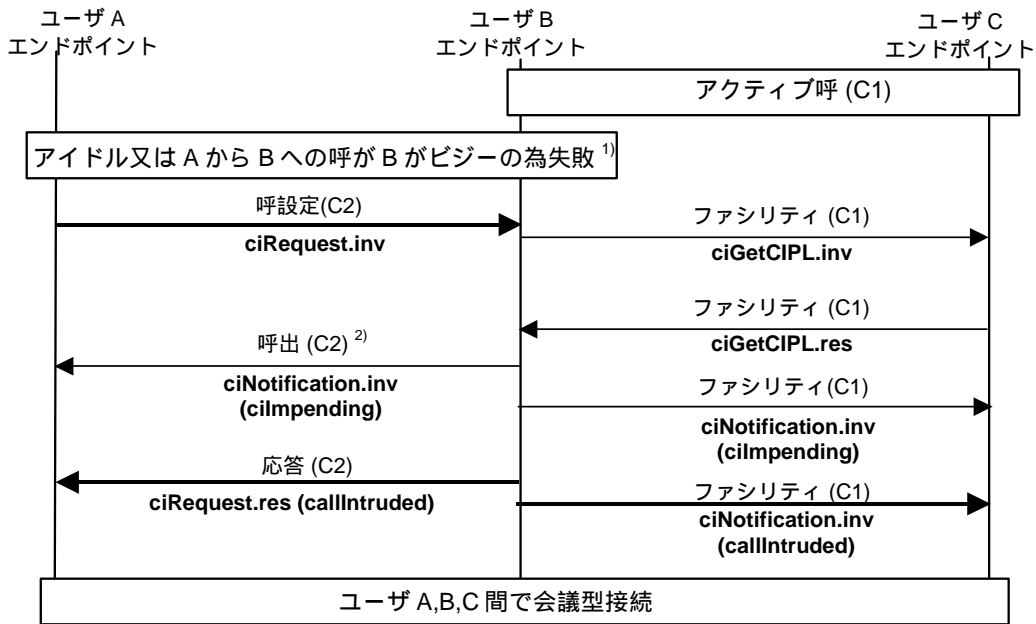 ユーザ A
エンドポイント
ユーザ B
エンドポイント
ユーザ C
エンドポイント
アクティブ呼 (C1)
アイドル又は A から B への呼が B がビジーの為失敗 1)
呼設定(C2)
ciRequest.inv
ファシリティ (C1)
ciGetCIPL.inv
ファシリティ (C1)
ciGetCIPL.res
呼出 (C2) 2)
ciNotification.inv
(ciImpending)
ファシリティ(C1)
ciNotification.inv
(ciImpending)
応答 (C2)
ciRequest.res (callIntruded)
ファシリティ (C1)
ciNotification.inv
(callIntruded)
ユーザ A,B,C 間で会議型接続